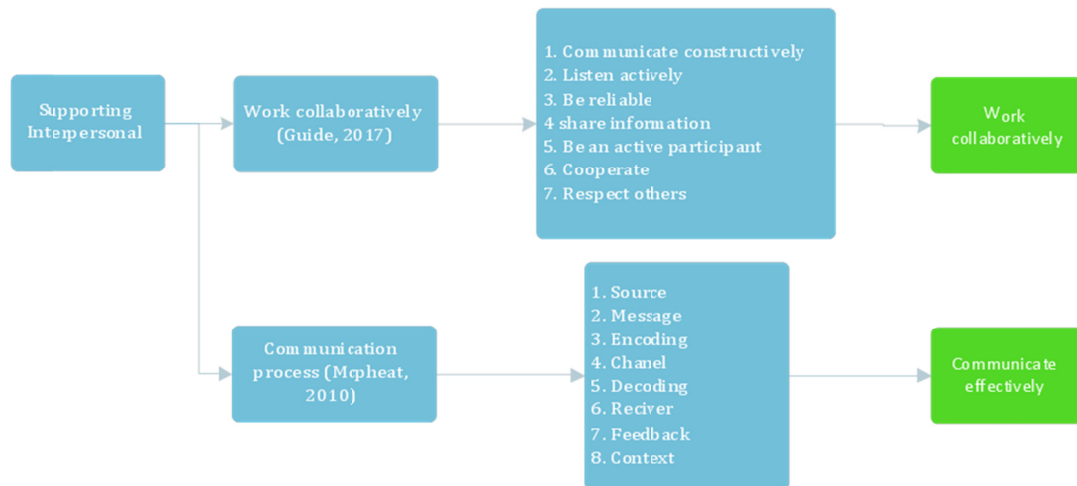 Supporting
Interpersonal
Work collaboratively
(Guide, 2017)
1. Communicate constructively
2. Listen actively
3. Be reliable
4 share information
5. Be an active participant
6. Cooperate
7. Respect others
Work
collaboratively
Communication
process (Mcpheat,
2010)
1. Source
2. Message
3. Encoding
4. Chanel
5. Decoding
6. Reciver
7. Feedback
8. Context
Communicate
effectively